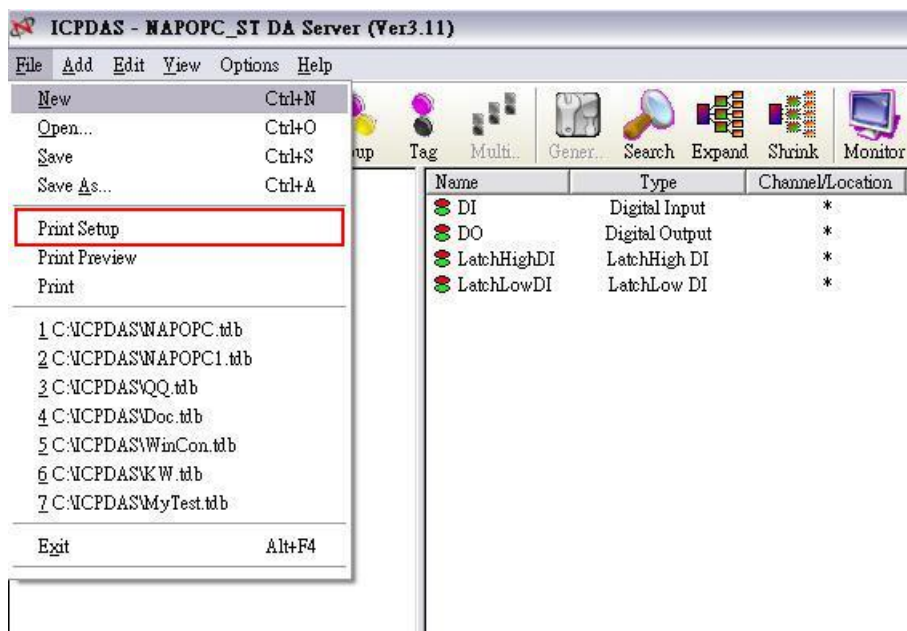 ICPDAS - NAPOPC_ST DA Server (Ver3.11)
File Add Edit View Options Help
New Ctrl+N
Open... Ctrl+O
Save Ctrl+S
Save As... Ctrl+A
Print Setup
Print Preview
Print
1 C:\ICPDAS\NAPOPC.tdb
2 C:\ICPDAS\NAPOPC1.tdb
3 C:\ICPDAS\QQ.tdb
4 C:\ICPDAS\Doc.tdb
5 C:\ICPDAS\WinCon.tdb
6 C:\ICPDAS\KW.tdb
7 C:\ICPDAS\MyTest.tdb
Exit Alt+F4
up Tag Multi.. Gener.. Search Expand Shrink Monitor
Name Type Channel/Location
DI Digital Input *
DO Digital Output *
LatchHighDI LatchHigh DI *
LatchLowDI LatchLow DI *